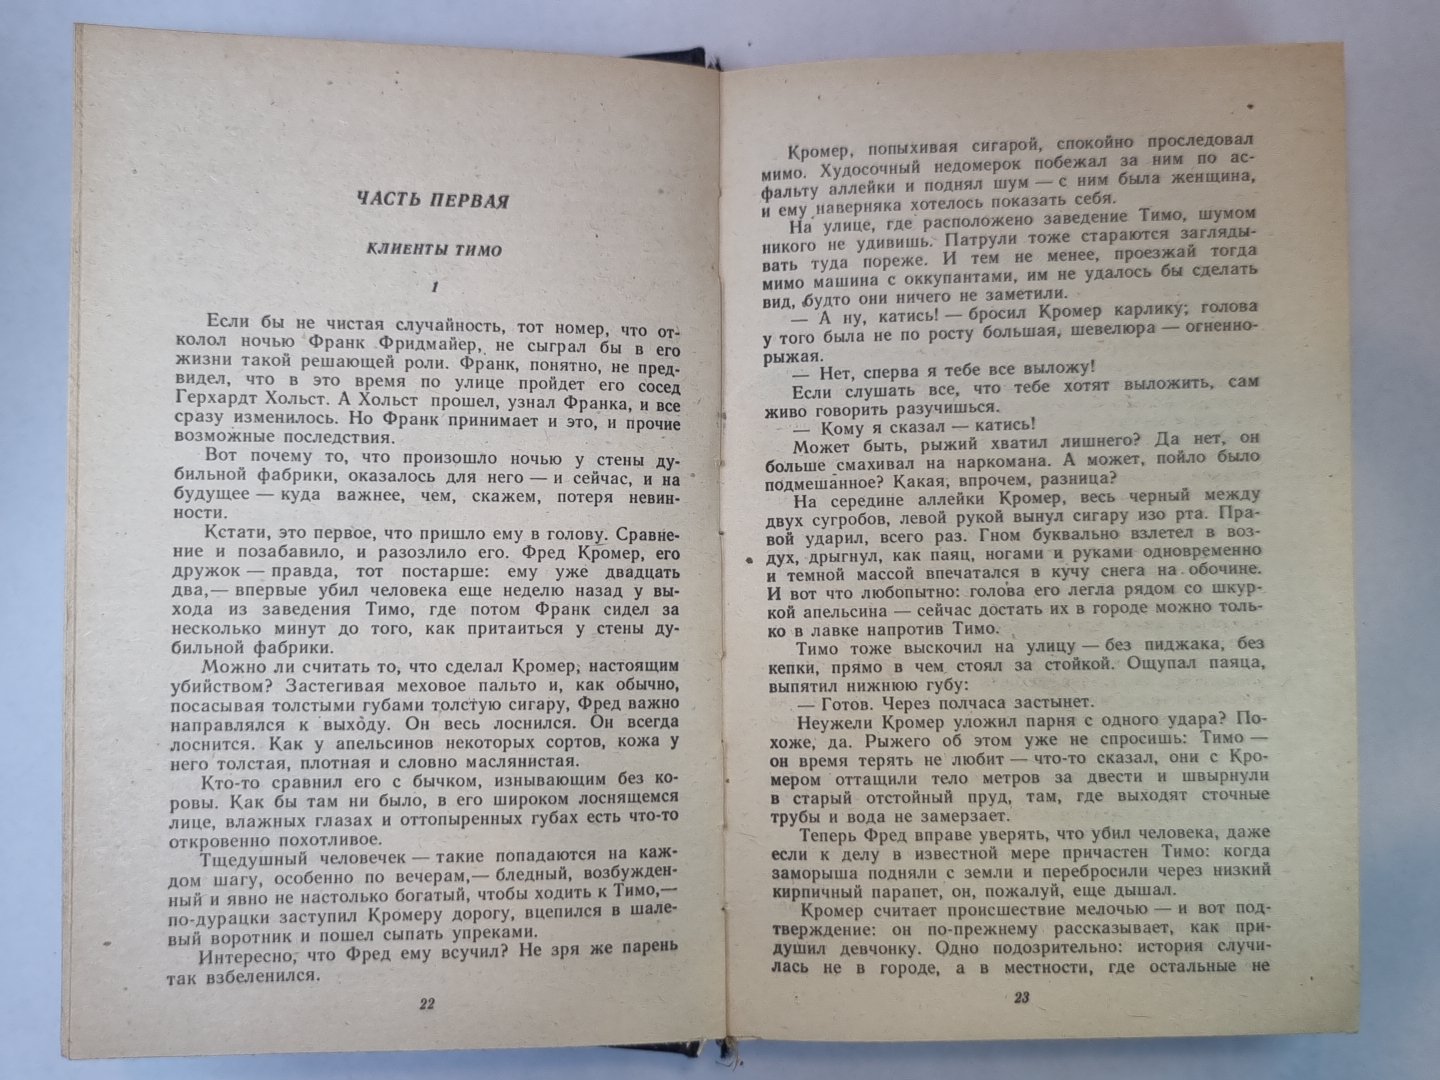 ЧАСТЬ ПЕРВАЯ
КЛИЕНТЫ ТИМО
1
Если бы не чистая случайность, тот номер, что от-
колол ночью Франк Фридмайер, не сыграл бы в его
жизни такой решающей роли. Франк, понятно, не пред-
видел, что в это время по улице пройдет его сосед
Герхардт Хольст. А Хольст прошел, узнал Франка, и все
сразу изменилось. Но Франк принимает и это, и прочие
возможные последствия.
Вот почему то, что произошло ночью у стены ду-
бильной фабрики, оказалось для него — и сейчас, и на
будущее — куда важнее, чем, скажем, потеря невин-
ности.
Кстати, это первое, что пришло ему в голову. Сравне-
ние и позабавило, и разозлило его. Фред Кромер, его
дружок — правда, тот постарше: ему уже двадцать
два,— впервые убил человека еще неделю назад у вы-
хода из заведения Тимо, где потом Франк сидел за
несколько минут до того, как притаиться у стены ду-
бильной фабрики.
Можно ли считать то, что сделал Кромер, настоящим
убийством? Застегивая меховое пальто и, как обычно,
посасывая толстыми губами толстую сигару, Фред важно
направлялся к выходу. Он весь лоснился. Он всегда
лоснится. Как у апельсинов некоторых сортов, кожа у
него толстая, плотная и словно маслянистая.
Кто-то сравнил его с бычком, изнывающим без ко-
ровы. Как бы там ни было, в его широком лоснящемся
лице, влажных глазах и оттопыренных губах есть что-то
откровенно похотливое.
Тщедушный человечек — такие попадаются на каж-
дом шагу, особенно по вечерам,— бледный, возбужден-
ный и явно не настолько богатый, чтобы ходить к Тимо,—
по-дурацки заступил Кромеру дорогу, вцепился в шале-
вый воротник и пошел сыпать упреками.
Интересно, что Фред ему всучил? Не зря же парень
так взбеленился.
22
Кромер, попыхивая сигарой, спокойно проследовал
мимо. Худосочный недомерок побежал за ним по ас-
фальту аллейки и поднял шум — с ним была женщина,
и ему наверняка хотелось показать себя.
На улице, где расположено заведение Тимо, шумом
никого не удивишь. Патрули тоже стараются загляды-
вать туда пореже. И тем не менее, проезжай тогда
мимо машина с оккупантами, им не удалось бы сделать
вид, будто они ничего не заметили.
— А ну, катись! — бросил Кромер карлику; голова
у того была не по росту большая, шевелюра — огненно-
рыжая.
— Нет, сперва я тебе все выложу!
Если слушать все, что тебе хотят выложить, сам
живо говорить разучишься.
— Кому я сказал — катись!
Может быть, рыжий хватил лишнего? Да нет, он
больше смахивал на наркомана. А может, пойло было
подмешанное? Какая, впрочем, разница?
На середине аллейки Кромер, весь черный между
двух сугробов, левой рукой вынул сигару изо рта. Пра-
вой ударил, всего раз. Гном буквально взлетел в воз-
дух, дрыгнул, как паяц, ногами и руками одновременно
и темной массой впечатался в кучу снега на обочине.
И вот что любопытно: голова его легла рядом со шкур-
кой апельсина — сейчас достать их в городе можно толь-
ко в лавке напротив Тимо.
Тимо тоже выскочил на улицу — без пиджака, без
кепки, прямо в чем стоял за стойкой. Ощупал паяца,
выпятил нижнюю губу:
— Готов. Через полчаса застынет.
Неужели Кромер уложил парня с одного удара? По-
хоже, да. Рыжего об этом уже не спросишь: Тимо —
он время терять не любит — что-то сказал, они с Кро-
мером оттащили тело метров за двести и швырнули
в старый отстойный пруд, там, где выходят сточные
трубы и вода не замерзает.
Теперь Фред вправе уверять, что убил человека, даже
если к делу в известной мере причастен Тимо: когда
заморыша подняли с земли и перебросили через низкий
кирпичный парапет, он, пожалуй, еще дышал.
Кромер считает происшествие мелочью — и вот под-
тверждение: он по-прежнему рассказывает, как при-
душил девчонку. Одно подозрительно: история случи-
лась не в городе, а в местности, где остальные не
23